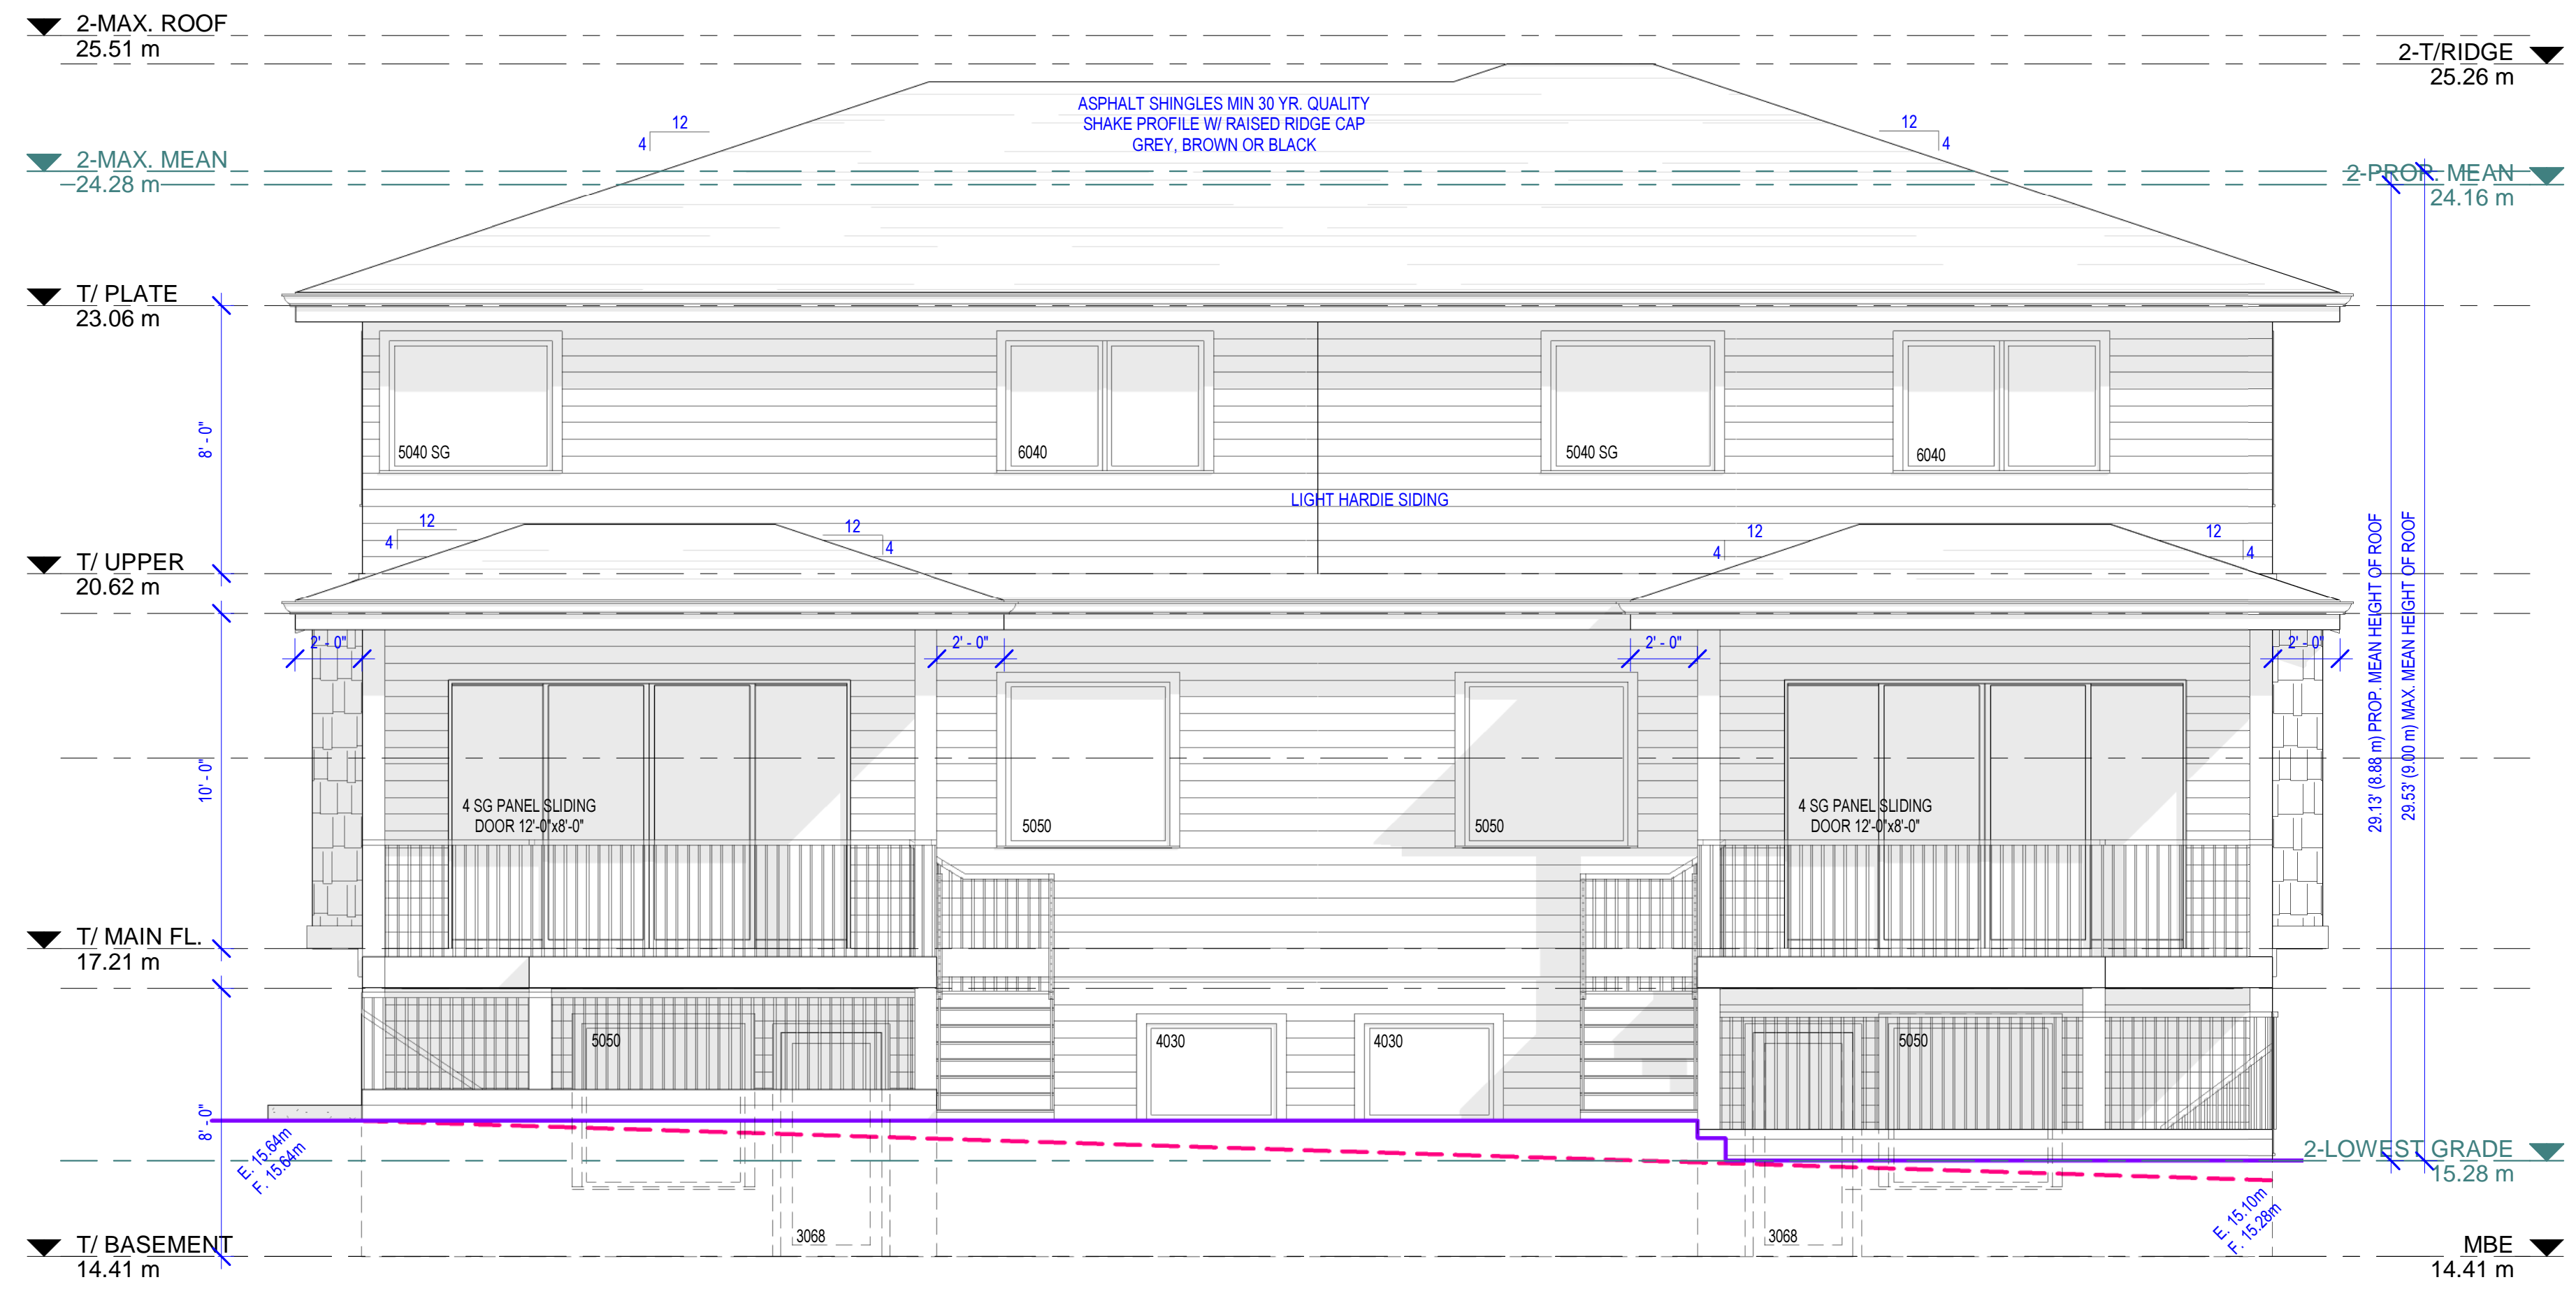 2-MAX. ROOF
25.51 m
2-T/RIDGE
25.26 m
ASPHALT SHINGLES MIN 30 YR. QUALITY
SHAKE PROFILE W/ RAISED RIDGE CAP
GREY, BROWN OR BLACK
12
4
12
4
2-MAX. MEAN
24.28 m
2-PROP. MEAN
24.16 m
T/ PLATE
23.06 m
8' - 0"
5040 SG
6040
5040 SG
6040
LIGHT HARDIE SIDING
12
4
12
4
12
4
12
4
T/ UPPER
20.62 m
2' - 0"
2' - 0"
2' - 0"
2' - 0"
29.13' (8.88 m) PROP. MEAN HEIGHT OF ROOF
29.53' (9.00 m) MAX. MEAN HEIGHT OF ROOF
10' - 0"
4 SG PANEL SLIDING
DOOR 12'-0"x8'-0"
5050
5050
4 SG PANEL SLIDING
DOOR 12'-0"x8'-0"
T/ MAIN FL.
17.21 m
5050
4030
4030
5050
8' - 0"
E. 15.64m
F. 15.64m
2-LOWEST GRADE
15.28 m
E. 15.10m
F. 15.28m
3068
3068
T/ BASEMENT
14.41 m
MBE
14.41 m